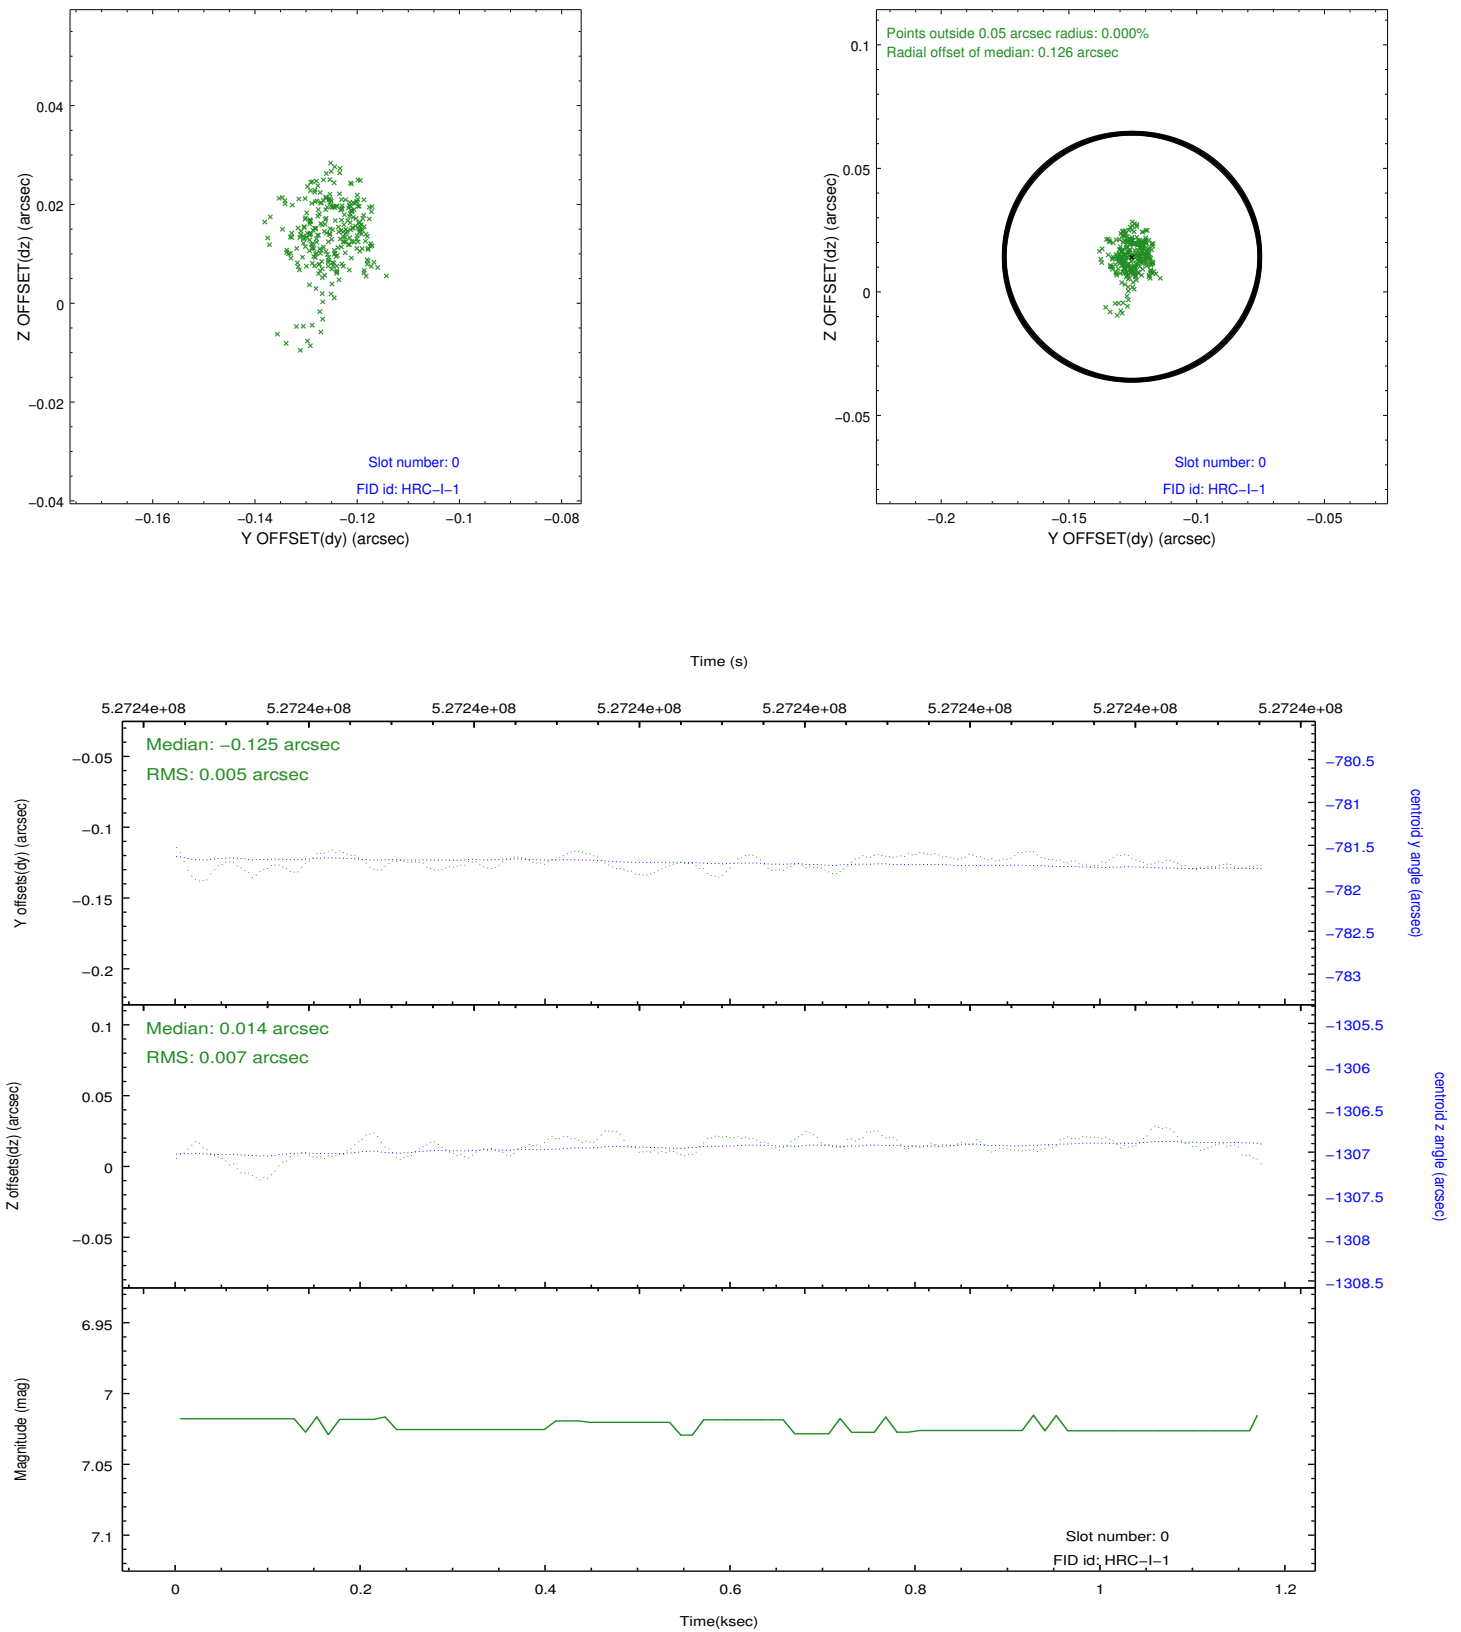 0.04
0.02
0
−0.02
−0.04
Z OFFSET(dz) (arcsec)
Slot number: 0
FID id: HRC−I−1
−0.16 −0.14 −0.12 −0.1 −0.08
Y OFFSET(dy) (arcsec)
Points outside 0.05 arcsec radius: 0.000%
Radial offset of median: 0.126 arcsec
0.1
0.05
0
−0.05
Z OFFSET(dz) (arcsec)
Slot number: 0
FID id: HRC−I−1
−0.2 −0.15 −0.1 −0.05
Y OFFSET(dy) (arcsec)
Time (s)
5.2724e+08 5.2724e+08 5.2724e+08 5.2724e+08 5.2724e+08 5.2724e+08 5.2724e+08 5.2724e+08
Median: −0.125 arcsec
RMS: 0.005 arcsec
−0.05
−0.1
−0.15
−0.2
Y offsets(dy) (arcsec)
−780.5
−781
−781.5
−782
−782.5
−783
centroid y angle (arcsec)
Median: 0.014 arcsec
RMS: 0.007 arcsec
0.1
0.05
0
−0.05
Z offsets(dz) (arcsec)
−1305.5
−1306
−1306.5
−1307
−1307.5
−1308
−1308.5
centroid z angle (arcsec)
6.95
7
7.05
7.1
Magnitude (mag)
Slot number: 0
FID id: HRC−I−1
0 0.2 0.4 0.6 0.8 1 1.2
Time(ksec)